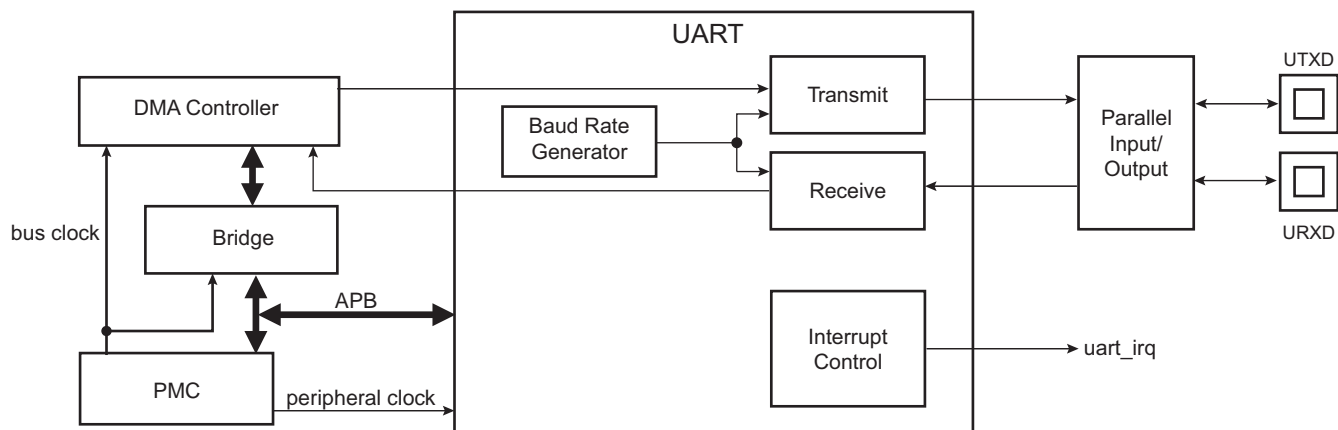 UART
UTXD
DMA Controller
Transmit
Baud Rate
Generator
Parallel
Input/
Output
Receive
bus clock
Bridge
URXD
APB
Interrupt
Control
uart_irq
PMC
peripheral clock